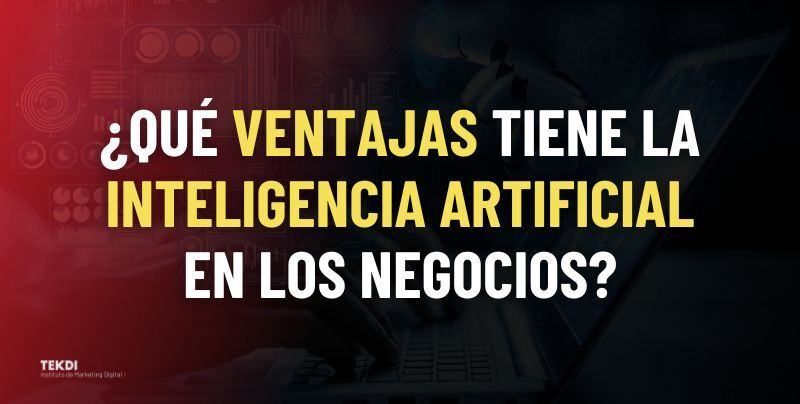 ¿QUÉ VENTAJAS TIENE LA
INTELIGENCIA ARTIFICIAL
EN LOS NEGOCIOS?
TEKDI
Instituto de Marketing Digital